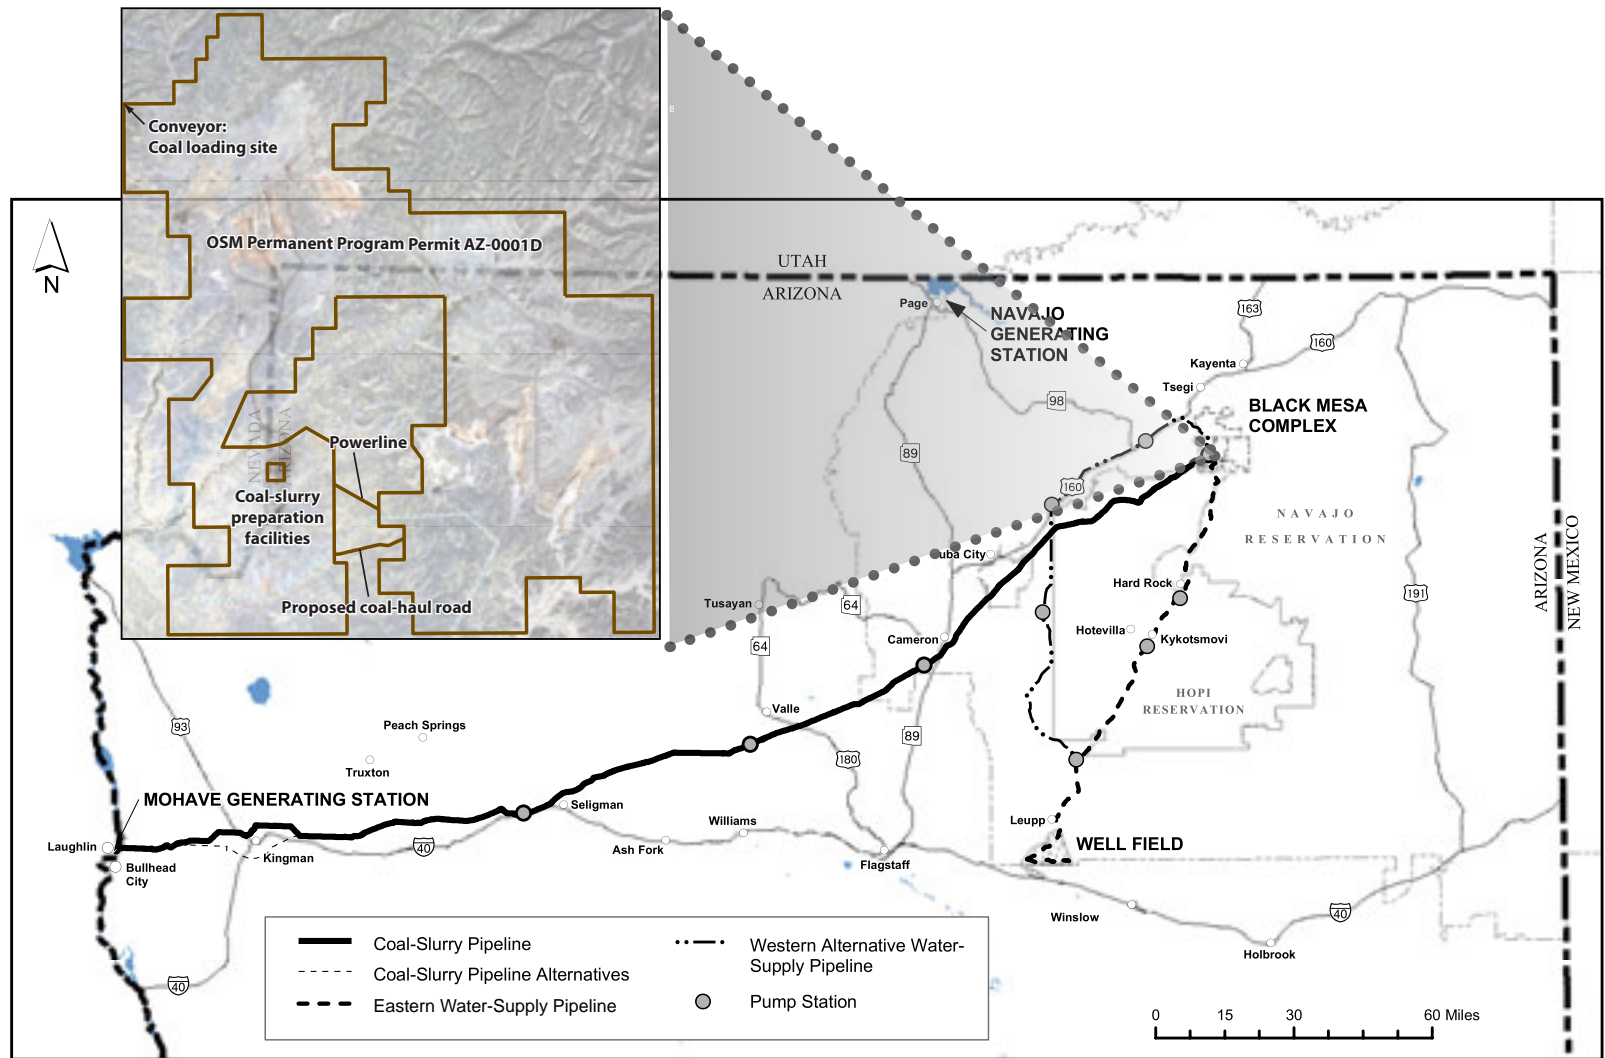 Conveyor:
Coal loading site
OSM Permanent Program Permit AZ-0001D
NEVADA
ARIZONA
Powerline
Coal-slurry
preparation
facilities
Proposed coal-haul road
B
N
UTAH
ARIZONA
Page
NAVAJO
GENERATING
STATION
163
160
Kayenta
Tsegi
98
BLACK MESA
COMPLEX
89
160
NAVAJO
RESERVATION
ARIZONA
NEW MEXICO
uba City
Hard Rock
191
Tusayan
64
Hotevilla
Kykotsmovi
Cameron
64
HOPI
RESERVATION
Valle
93
Peach Springs
89
180
Truxton
MOHAVE GENERATING STATION
Seligman
Leupp
Williams
Laughlin
Kingman
40
Ash Fork
WELL FIELD
Bullhead
City
Flagstaff
Winslow
40
Holbrook
40
Coal-Slurry Pipeline
Coal-Slurry Pipeline Alternatives
Eastern Water-Supply Pipeline
Western Alternative Water-
Supply Pipeline
Pump Station
0 15 30 60 Miles